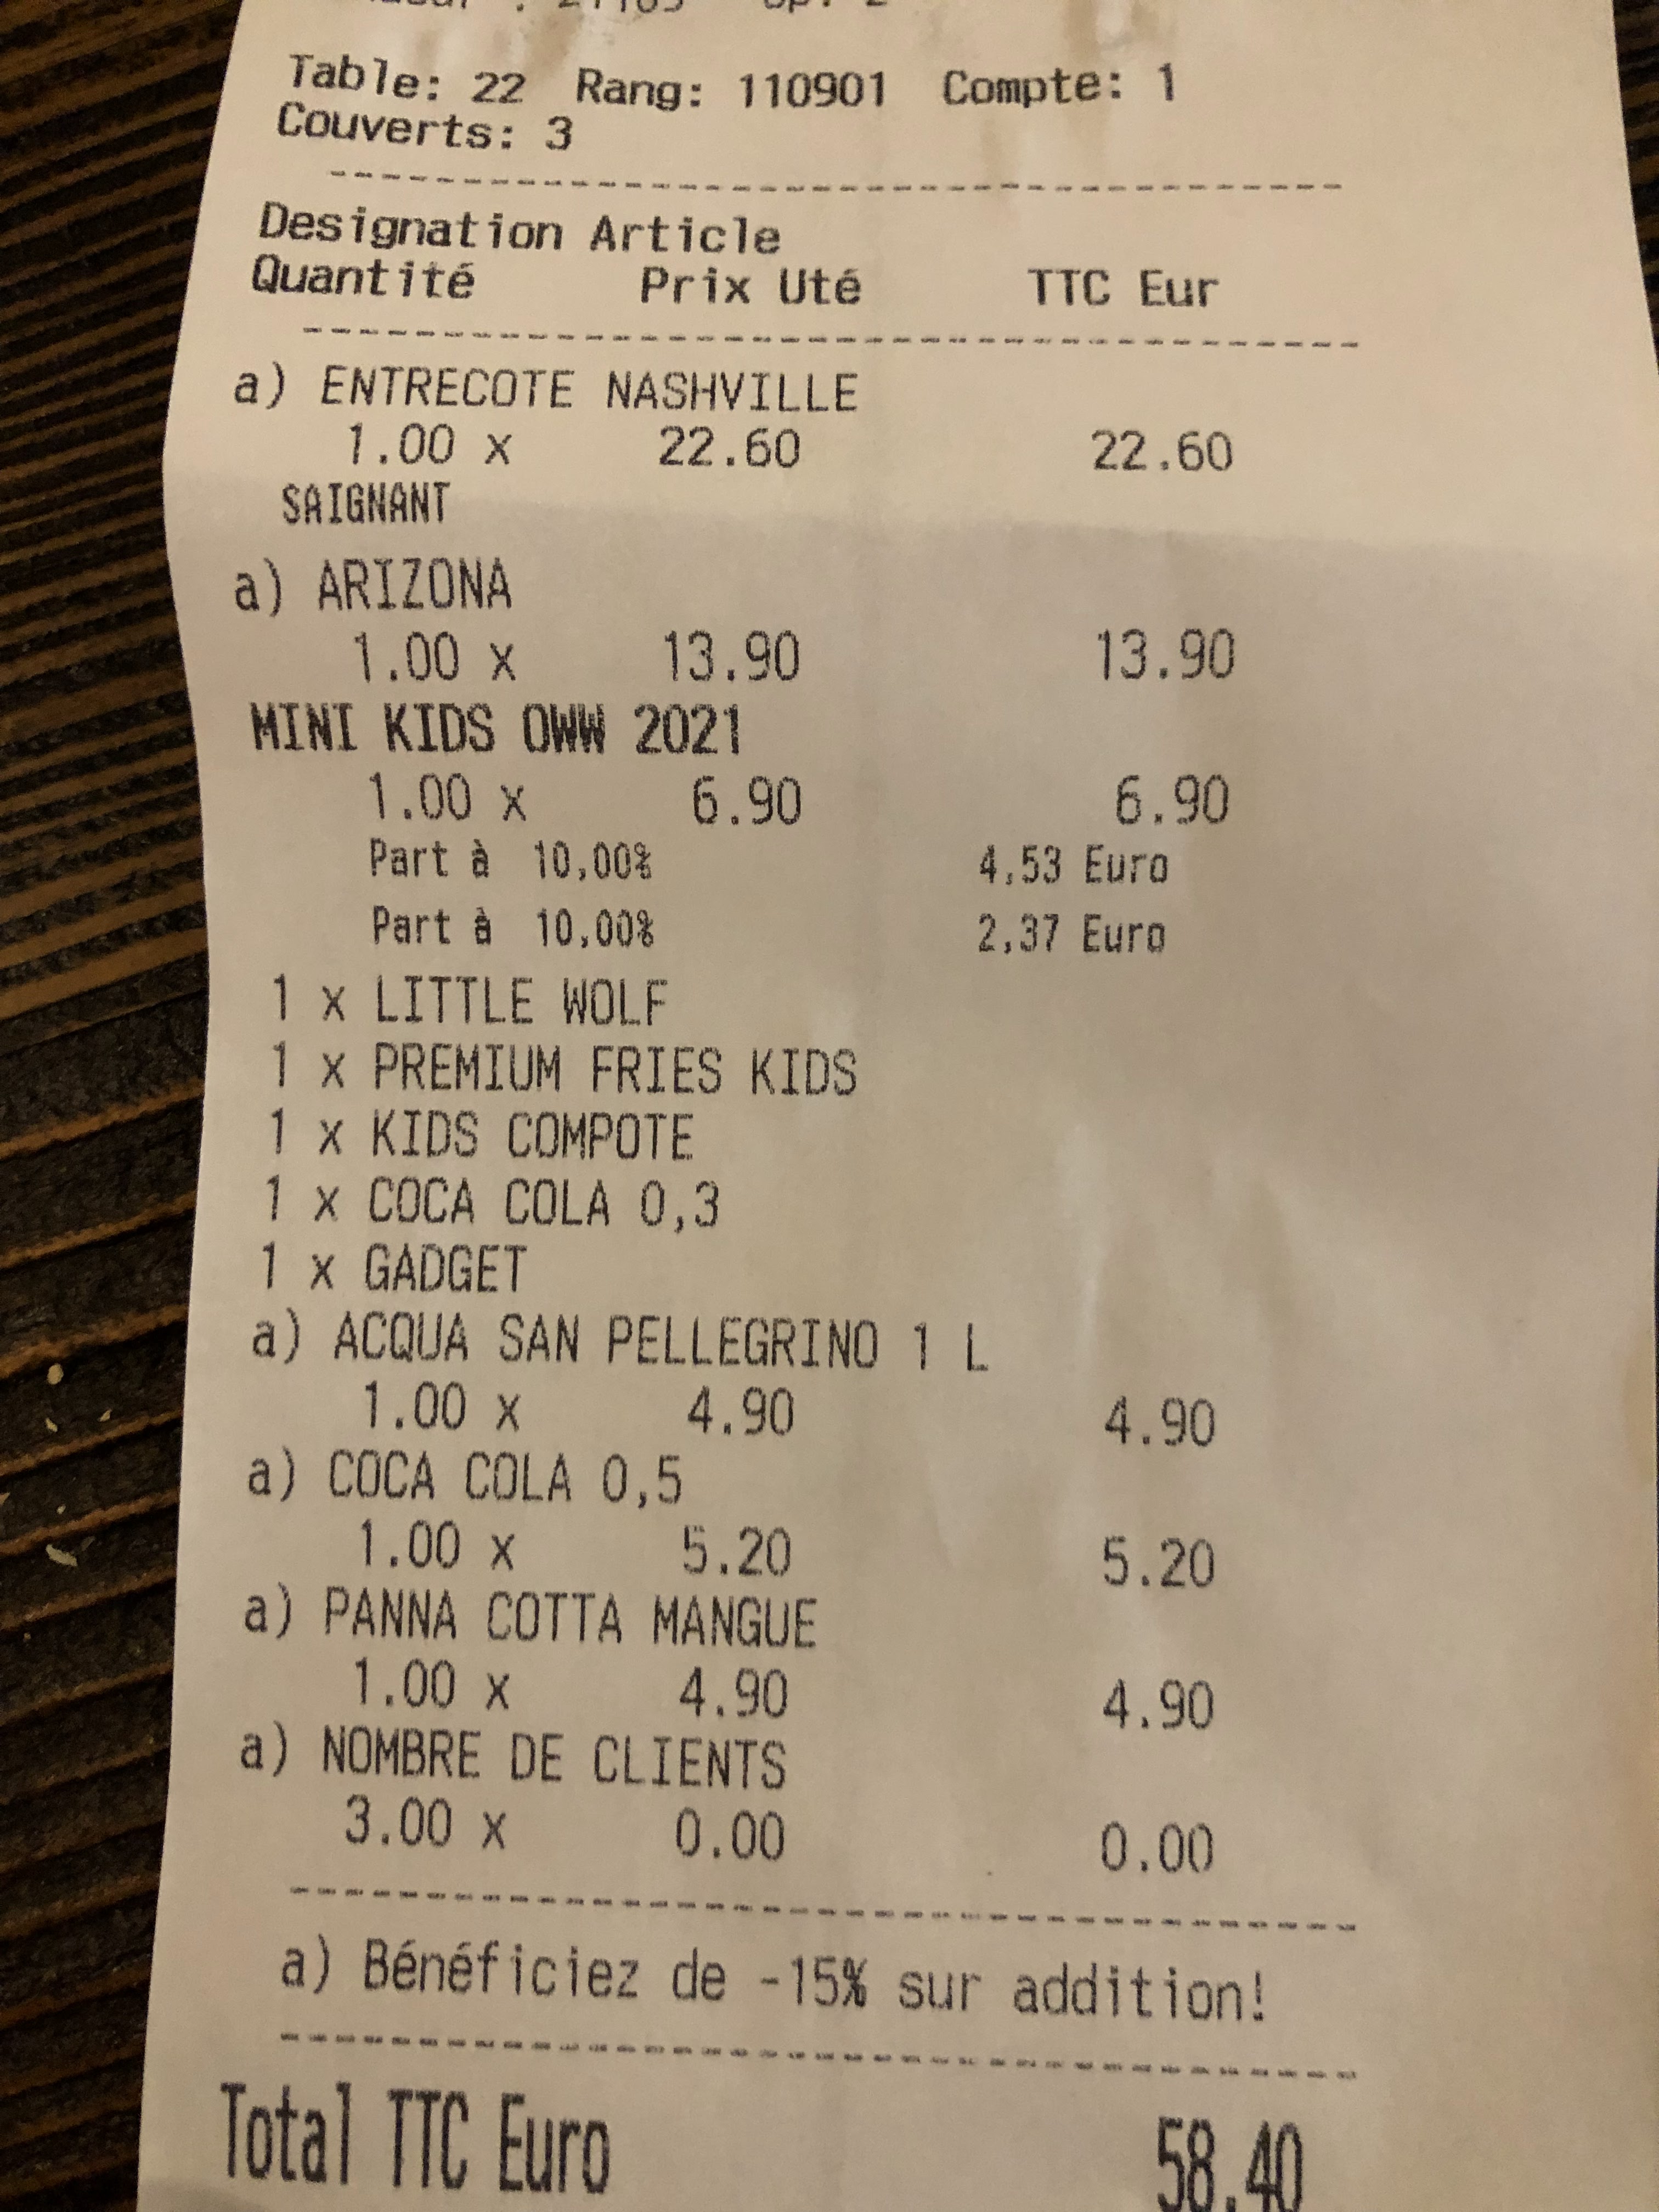 Table: 22 Rang: 110901 Compte: 1
Couverts: 3
Designation Article
Quantité Prix Uté TTC Eur
a) ENTRECOTE NASHVILLE
1.00 x 22.60 22.60
SAIGNANT
a) ARIZONA
1.00 x 13.90 13.90
MINI KIDS OWW 2021
1.00 x 6.90 6.90
Part à 10,00% 4,53 Euro
Part à 10,00% 2,37 Euro
1 x LITTLE WOLF
1 x PREMIUM FRIES KIDS
1 x KIDS COMPOTE
1 x COCA COLA 0,3
1 x GADGET
a) ACQUA SAN PELLEGRINO 1 L
1.00 x 4.90 4.90
a) COCA COLA 0,5
1.00 x 5.20 5.20
a) PANNA COTTA MANGUE
1.00 x 4.90 4.90
a) NOMBRE DE CLIENTS
3.00 x 0.00 0.00
a) Bénéficiez de -15% sur addition!
Total TTC Euro 58.40